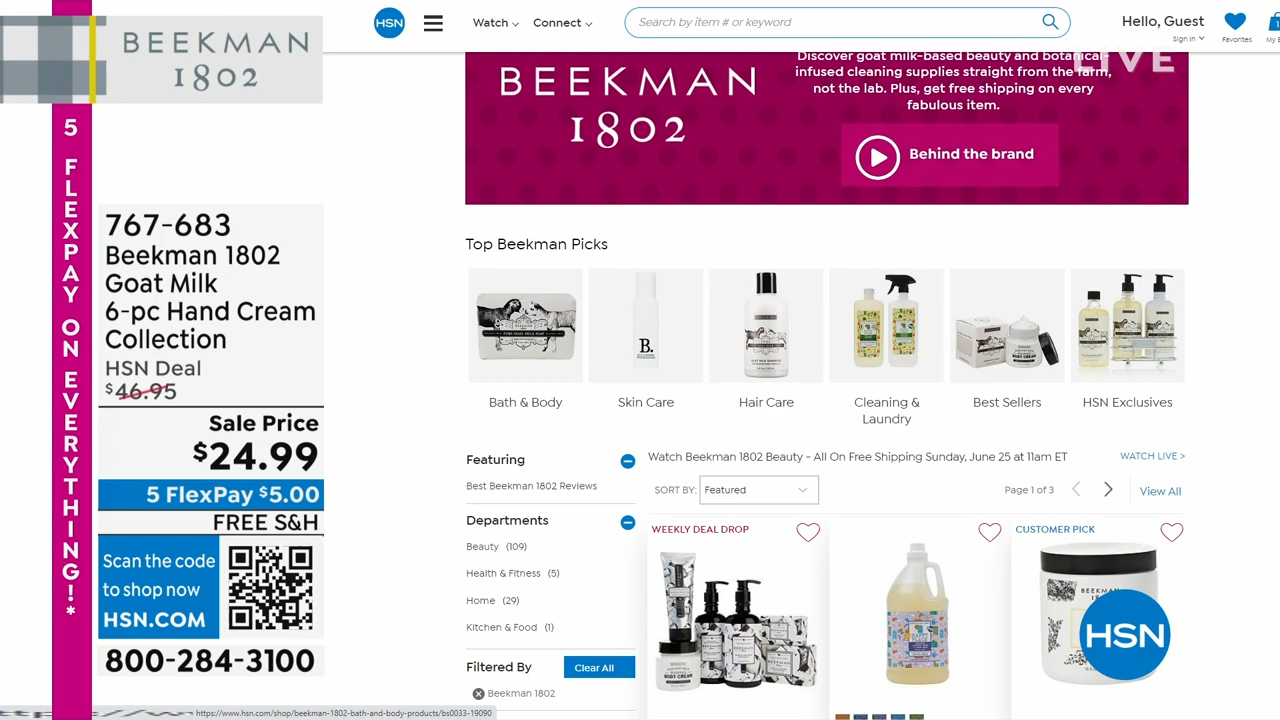 BEEKMAN
1802
5 FLEXPAY ON EVERYTHING!*
767-683
Beekman 1802
Goat Milk
6-pc Hand Cream
Collection
HSN Deal
$46.95
Sale Price
$24.99
5 FlexPay $5.00
FREE S&H
Scan the code
to shop now
HSN.COM
800-284-3100
HSN
Watch
Connect
Search by item # or keyword
Hello, Guest
Sign In
Favorites
1
LIVE
BEEKMAN
1802
Discover goat milk-based beauty and botanical-
infused cleaning supplies straight from the farm,
not the lab. Plus, get free shipping on every
fabulous item.
Behind the brand
Top Beekman Picks
B.
Bath & Body
Skin Care
Hair Care
Cleaning &
Laundry
Best Sellers
HSN Exclusives
Featuring
Best Beekman 1802 Reviews
Departments
Beauty (109)
Health & Fitness (5)
Home (29)
Kitchen & Food (1)
Filtered By
Clear All
Beekman 1802
Watch Beekman 1802 Beauty - All On Free Shipping Sunday, June 25 at 11am ET
WATCH LIVE >
SORT BY: Featured
Page 1 of 3
View All
WEEKLY DEAL DROP
CUSTOMER PICK
BODY CREAM
BEEKMAN
HSN
https://www.hsn.com/shop/beekman-1802-bath-and-body-products/bs0033-19090